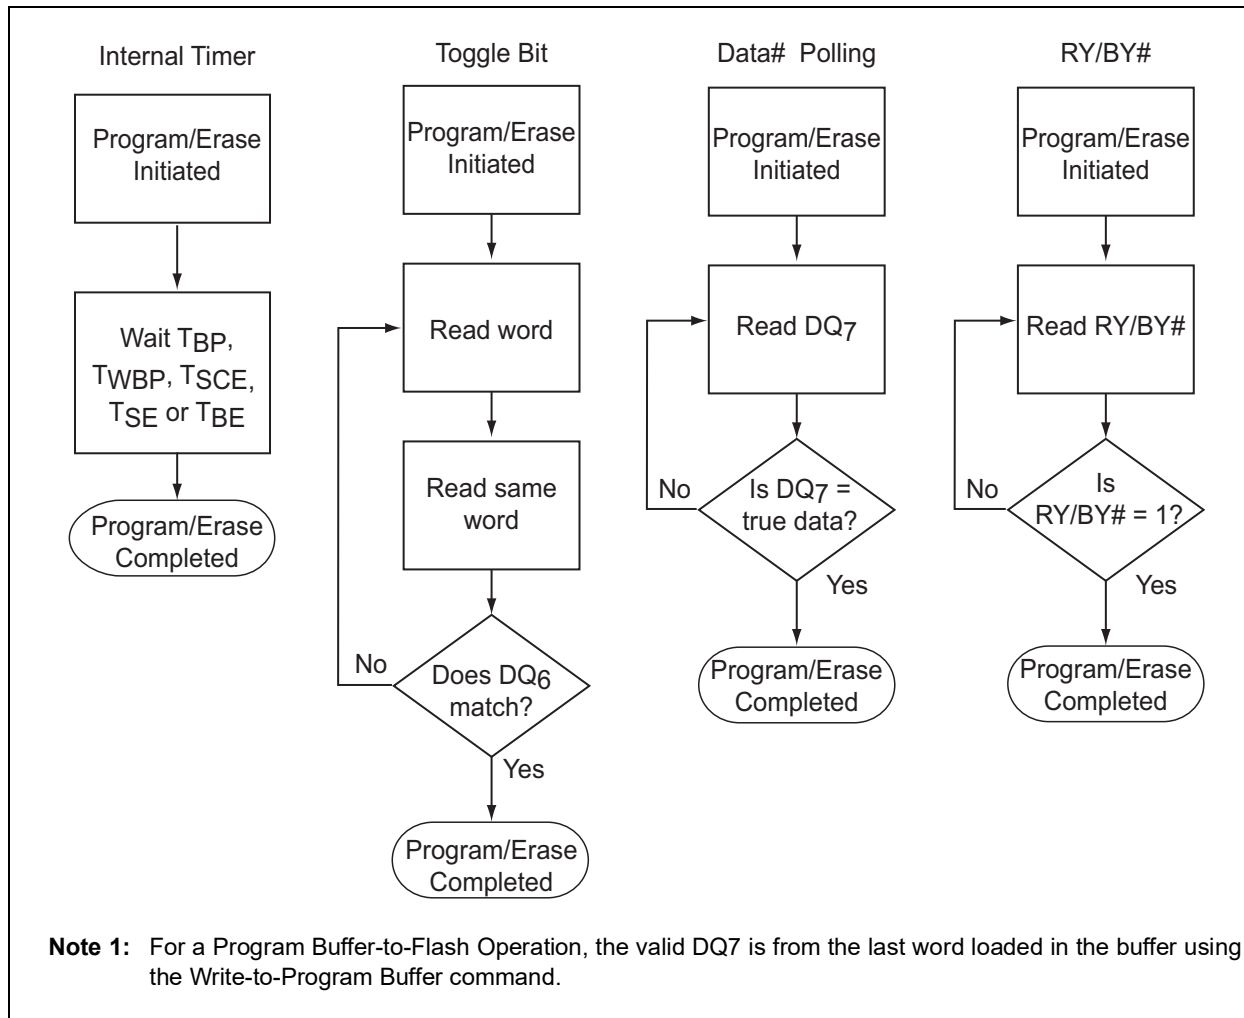 Internal Timer
Program/Erase
Initiated
Wait TBP,
TWBP, TSCE,
TSE or TBE
Program/Erase
Completed
Toggle Bit
Program/Erase
Initiated
Read word
Read same
word
Does DQ6
match?
No
Yes
Program/Erase
Completed
Data# Polling
Program/Erase
Initiated
Read DQ7
Is DQ7 =
true data?
No
Yes
Program/Erase
Completed
RY/BY#
Program/Erase
Initiated
Read RY/BY#
Is
RY/BY# = 1?
No
Yes
Program/Erase
Completed
Note 1: For a Program Buffer-to-Flash Operation, the valid DQ7 is from the last word loaded in the buffer using
the Write-to-Program Buffer command.